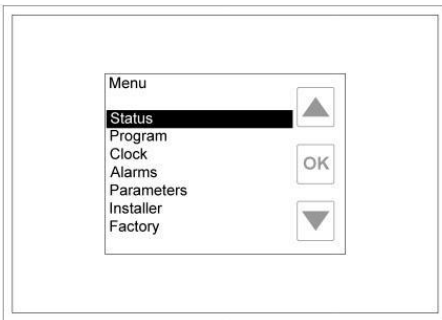 Menu
Status
Program
Clock
Alarms
Parameters
Installer
Factory
OK